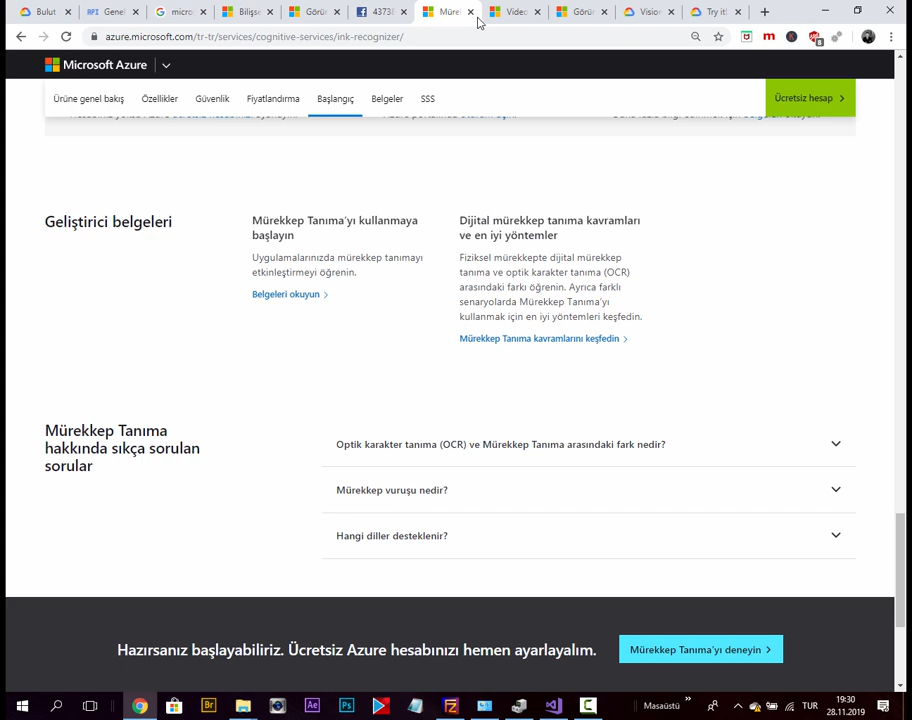 Bulut
API Genel
micro
Bilişs
Görür
4373
Müre
Video
Görür
Vision
Try it!
azure.microsoft.com/tr-tr/services/cognitive-services/ink-recognizer/
Microsoft Azure
Ürüne genel bakış Özellikler Güvenlik Fiyatlandırma Başlangıç Belgeler SSS
Ücretsiz hesap
Geliştirici belgeleri
Mürekkep Tanıma'yı kullanmaya
başlayın
Uygulamalarınızda mürekkep tanımayı
etkinleştirmeyi öğrenin.
Belgeleri okuyun
Dijital mürekkep tanıma kavramları
ve en iyi yöntemler
Fiziksel mürekkepte dijital mürekkep
tanıma ve optik karakter tanıma (OCR)
arasındaki farkı öğrenin. Ayrıca farklı
senaryolarda Mürekkep Tanıma'yı
kullanmak için en iyi yöntemleri keşfedin.
Mürekkep Tanıma kavramlarını keşfedin
Mürekkep Tanıma
hakkında sıkça sorulan
sorular
Optik karakter tanıma (OCR) ve Mürekkep Tanıma arasındaki fark nedir?
Mürekkep vuruşu nedir?
Hangi diller desteklenir?
Hazırsanız başlayabiliriz. Ücretsiz Azure hesabınızı hemen ayarlayalım.
Mürekkep Tanıma'yı deneyin
Br
Ae
Ps
Masaüstü
TUR
19:30
28.11.2019